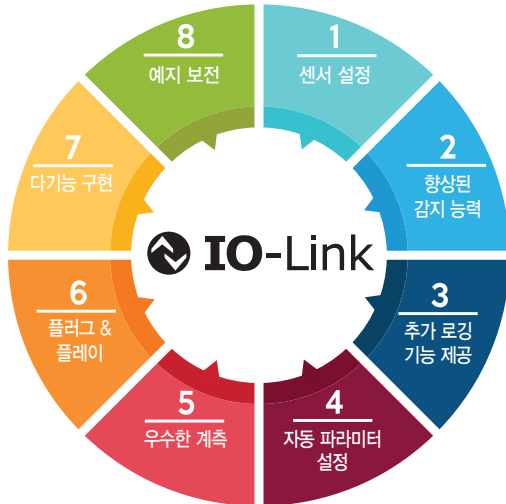 1
센서 설정
2
향상된
감지 능력
3
추가 로깅
기능 제공
4
자동 파라미터
설정
5
우수한 계측
6
플러그 &
플레이
7
다기능 구현
8
예지 보전
IO-Link